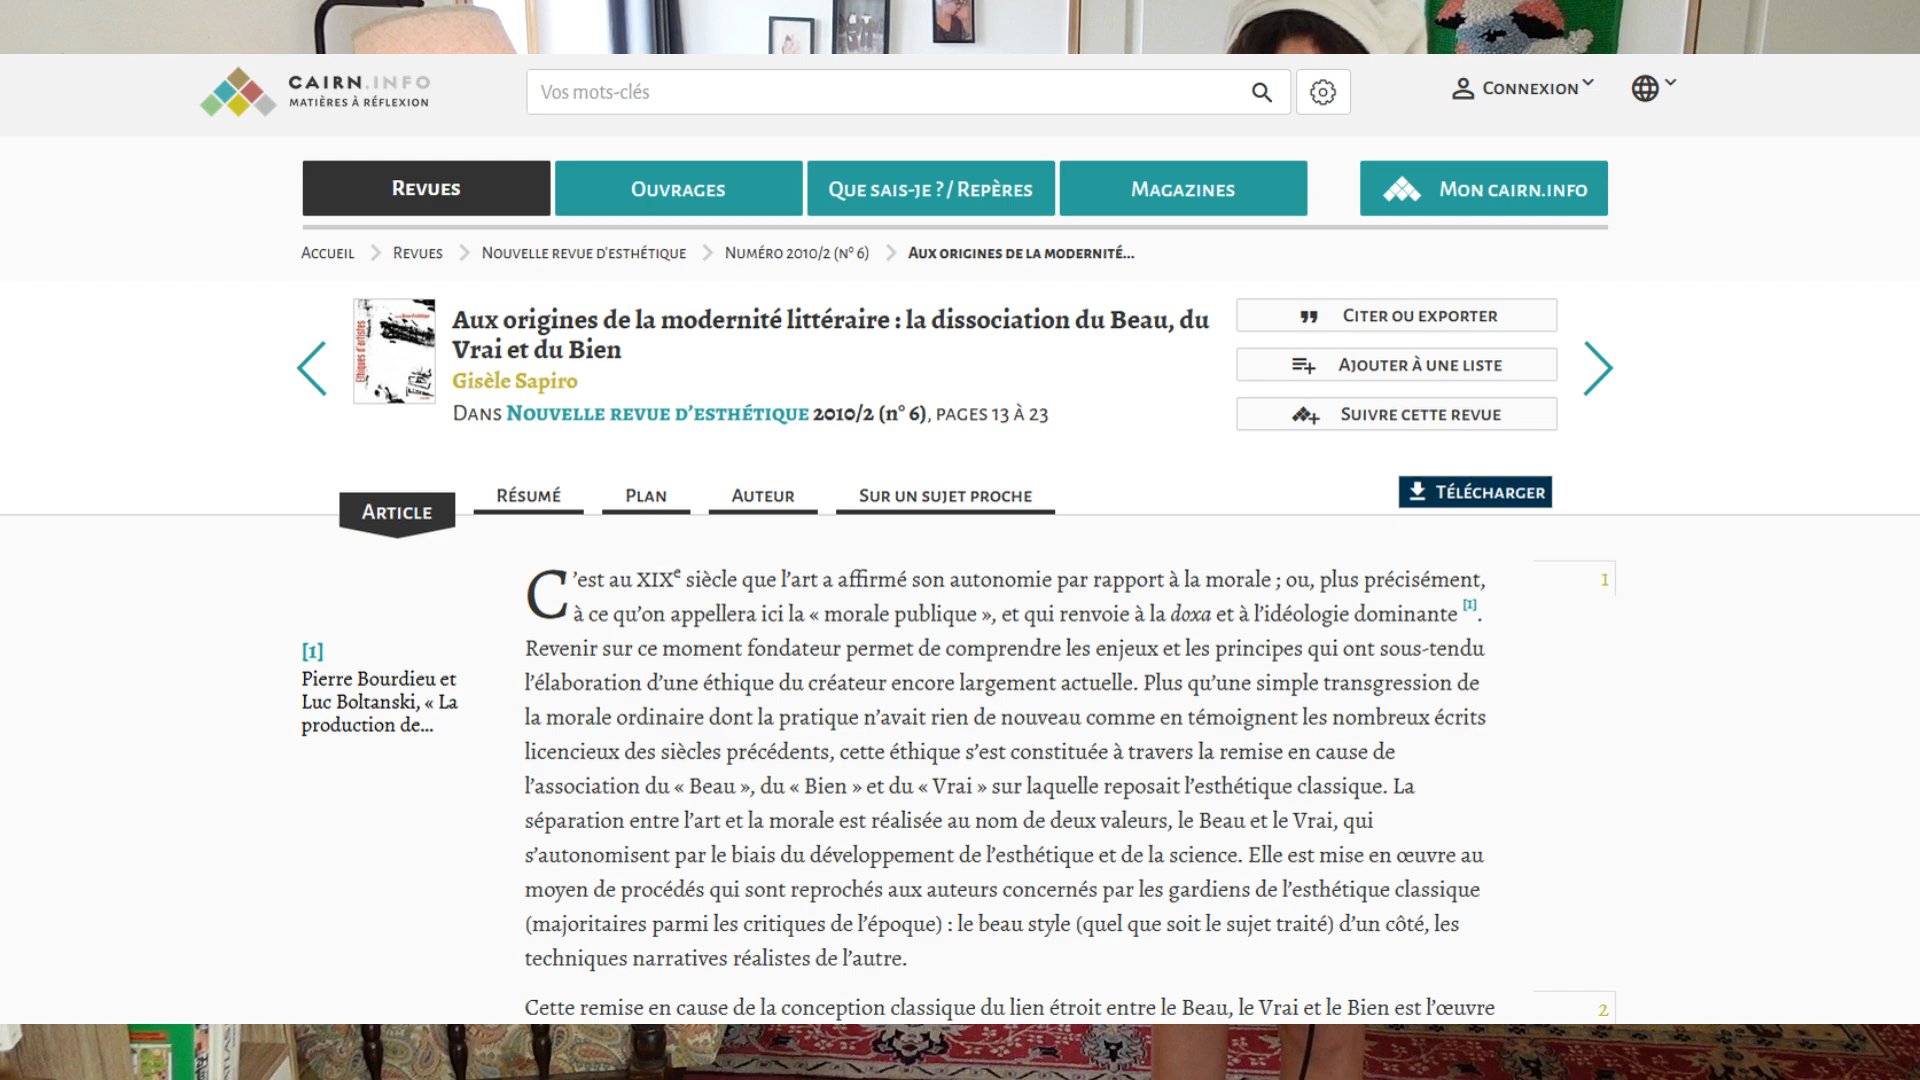 CAIRN.INFO
MATIÈRES À RÉFLEXION
Vos mots-clés
Connexion
Revues
Ouvrages
Que sais-je ? / Repères
Magazines
Mon cairn.info
Accueil
Revues
Nouvelle revue d'esthétique
Numéro 2010/2 (n° 6)
Aux origines de la modernité...
Éthiques d'artistes
Aux origines de la modernité littéraire : la dissociation du Beau, du
Vrai et du Bien
Gisèle Sapiro
Dans Nouvelle revue d’esthétique 2010/2 (n° 6), pages 13 à 23
Citer ou exporter
Ajouter à une liste
Suivre cette revue
Article
Résumé
Plan
Auteur
Sur un sujet proche
Télécharger
C’est au XIXe siècle que l’art a affirmé son autonomie par rapport à la morale ; ou, plus précisément,
à ce qu’on appellera ici la « morale publique », et qui renvoie à la doxa et à l’idéologie dominante [1].
Revenir sur ce moment fondateur permet de comprendre les enjeux et les principes qui ont sous-tendu
l’élaboration d’une éthique du créateur encore largement actuelle. Plus qu’une simple transgression de
la morale ordinaire dont la pratique n’avait rien de nouveau comme en témoignent les nombreux écrits
licencieux des siècles précédents, cette éthique s’est constituée à travers la remise en cause de
l’association du « Beau », du « Bien » et du « Vrai » sur laquelle reposait l’esthétique classique. La
séparation entre l’art et la morale est réalisée au nom de deux valeurs, le Beau et le Vrai, qui
s’autonomisent par le biais du développement de l’esthétique et de la science. Elle est mise en œuvre au
moyen de procédés qui sont reprochés aux auteurs concernés par les gardiens de l’esthétique classique
(majoritaires parmi les critiques de l’époque) : le beau style (quel que soit le sujet traité) d’un côté, les
techniques narratives réalistes de l’autre.
1
[1]
Pierre Bourdieu et
Luc Boltanski, « La
production de...
Cette remise en cause de la conception classique du lien étroit entre le Beau, le Vrai et le Bien est l’œuvre
2